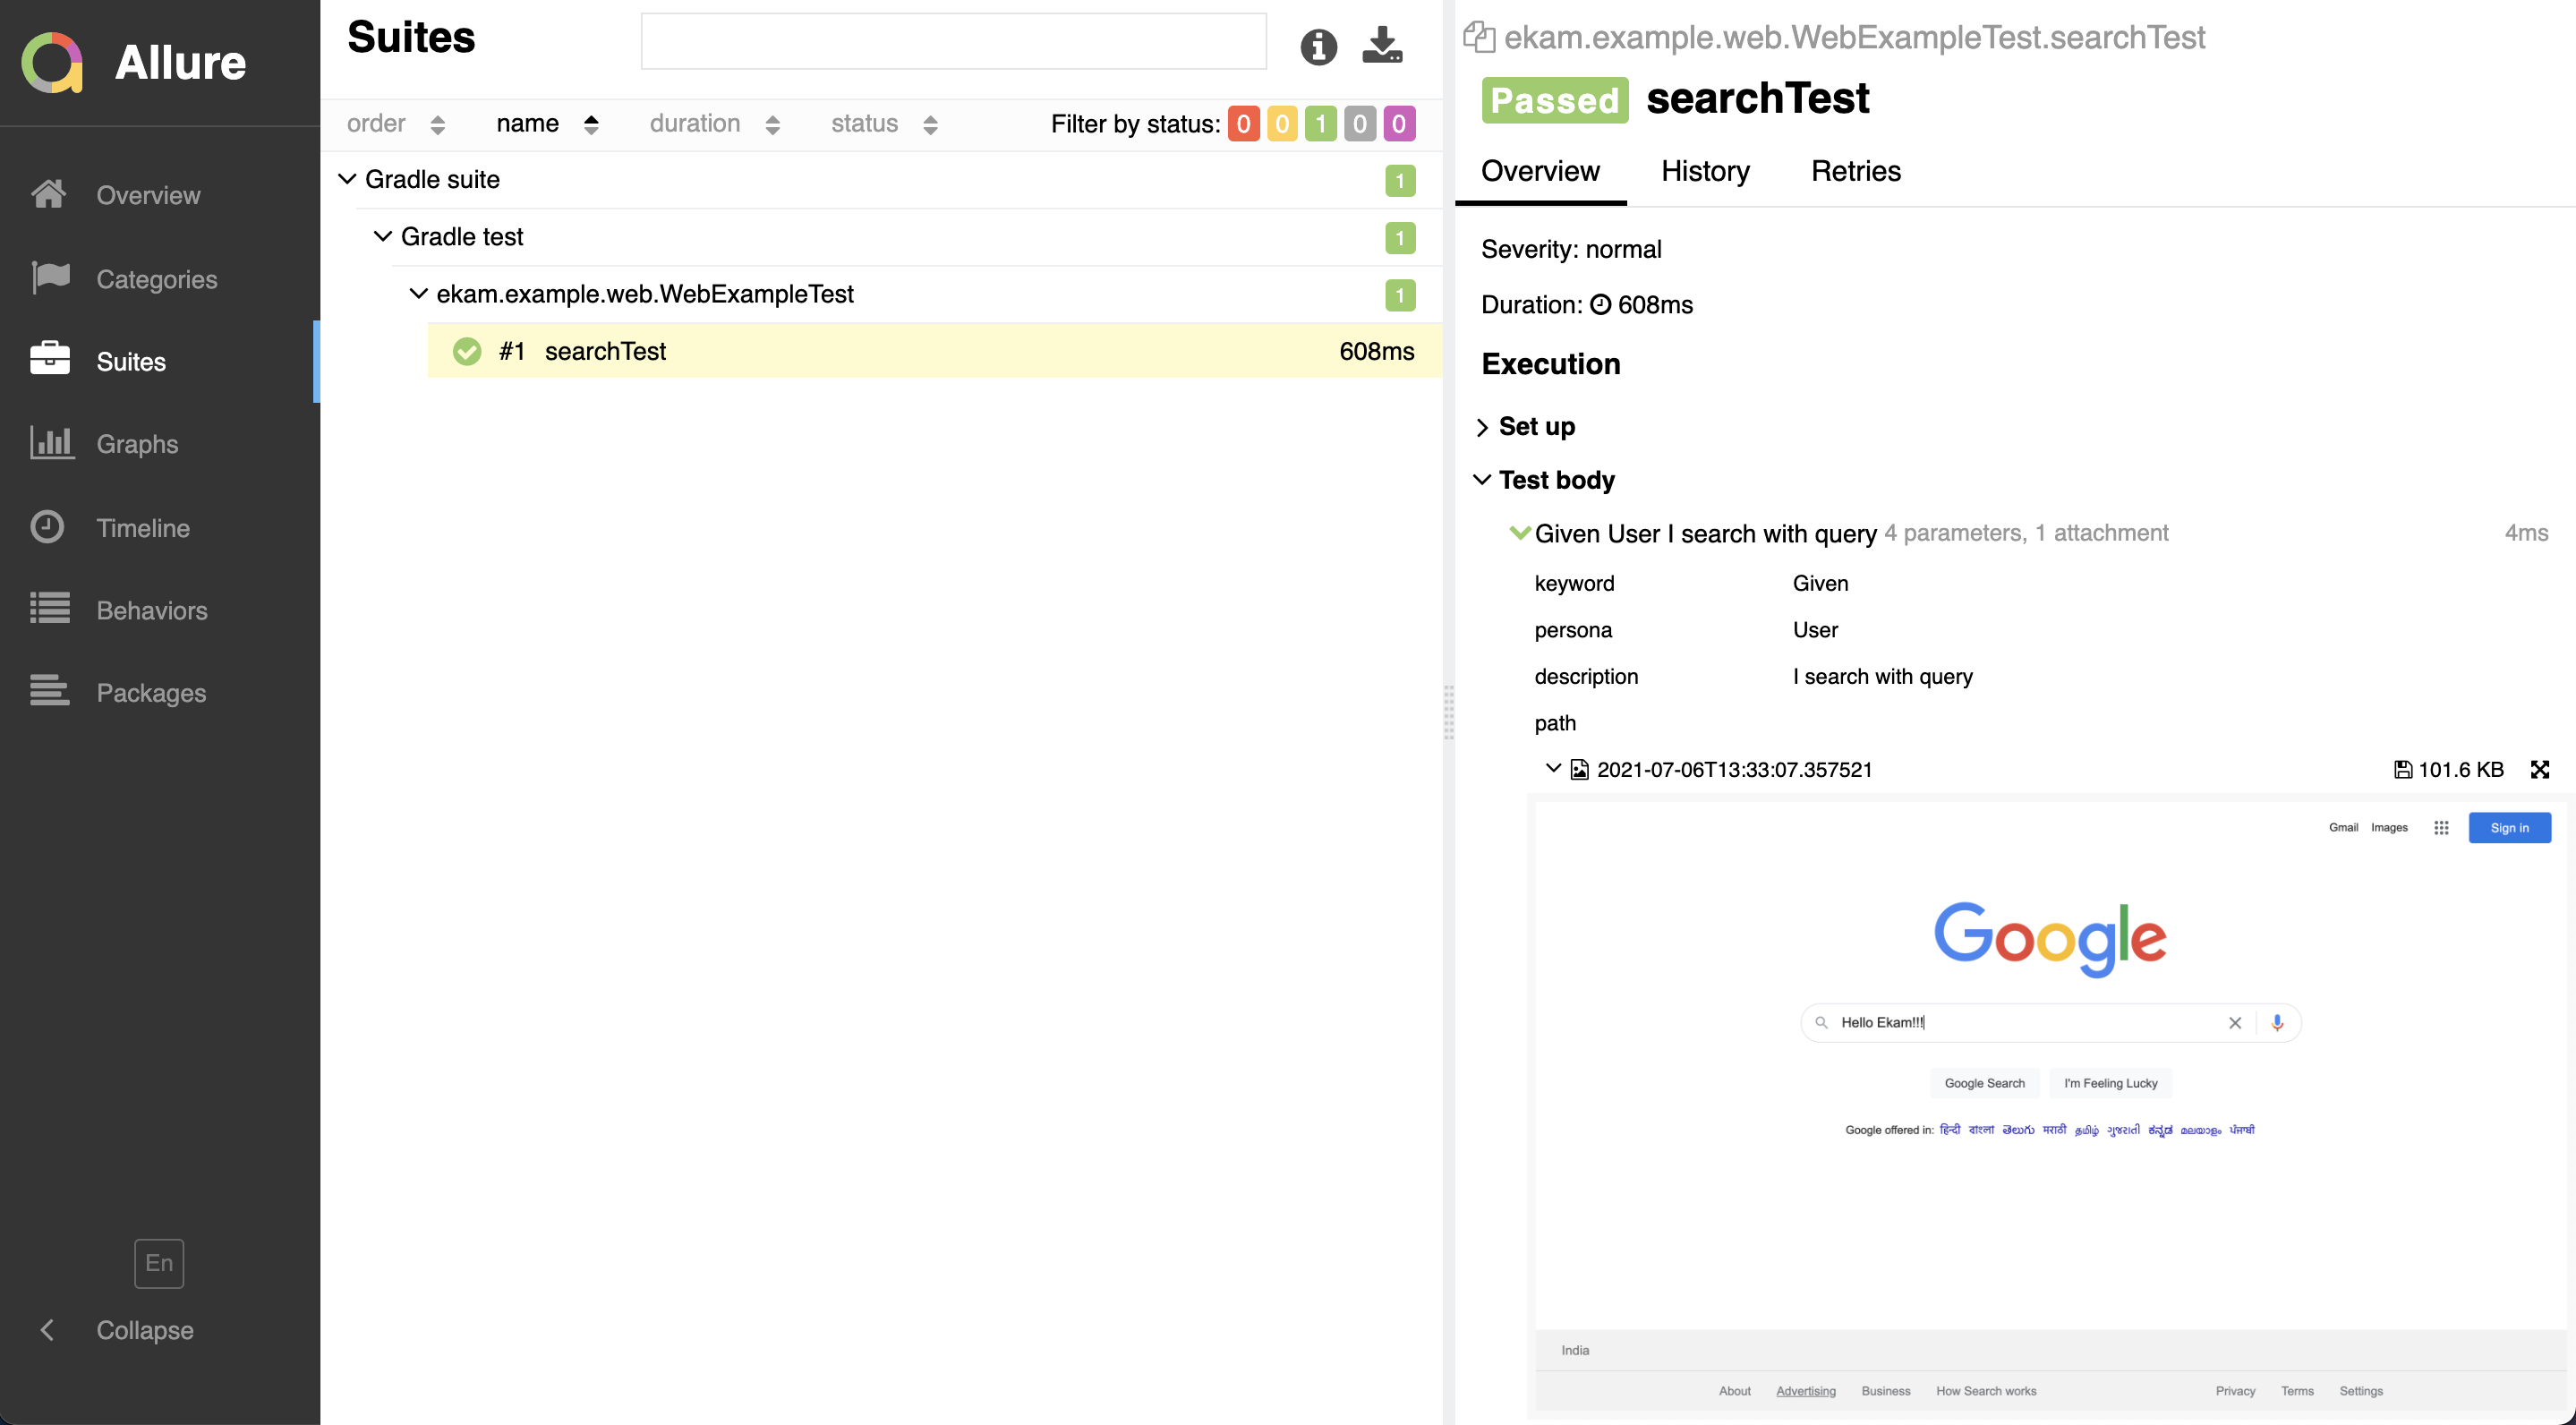 Allure
Overview
Categories
Suites
Graphs
Timeline
Behaviors
Packages
En
Collapse
Suites
order name duration status Filter by status: 0 0 1 0 0
Gradle suite 1
Gradle test 1
ekam.example.web.WebExampleTest 1
#1 searchTest 608ms
ekam.example.web.WebExampleTest.searchTest
Passed searchTest
Overview History Retries
Severity: normal
Duration: 608ms
Execution
Set up
Test body
Given User I search with query 4 parameters, 1 attachment 4ms
keyword Given
persona User
description I search with query
path
2021-07-06T13:33:07.357521 101.6 KB
Gmail Images Sign in
Google
Hello Ekam!!!
Google Search I'm Feeling Lucky
Google offered in: हिन्दी বাংলা తెలుగు मराठी தமிழ் ગુજરાતી ಕನ್ನಡ മലയാളം ਪੰਜਾਬੀ
India
About Advertising Business How Search works Privacy Terms Settings